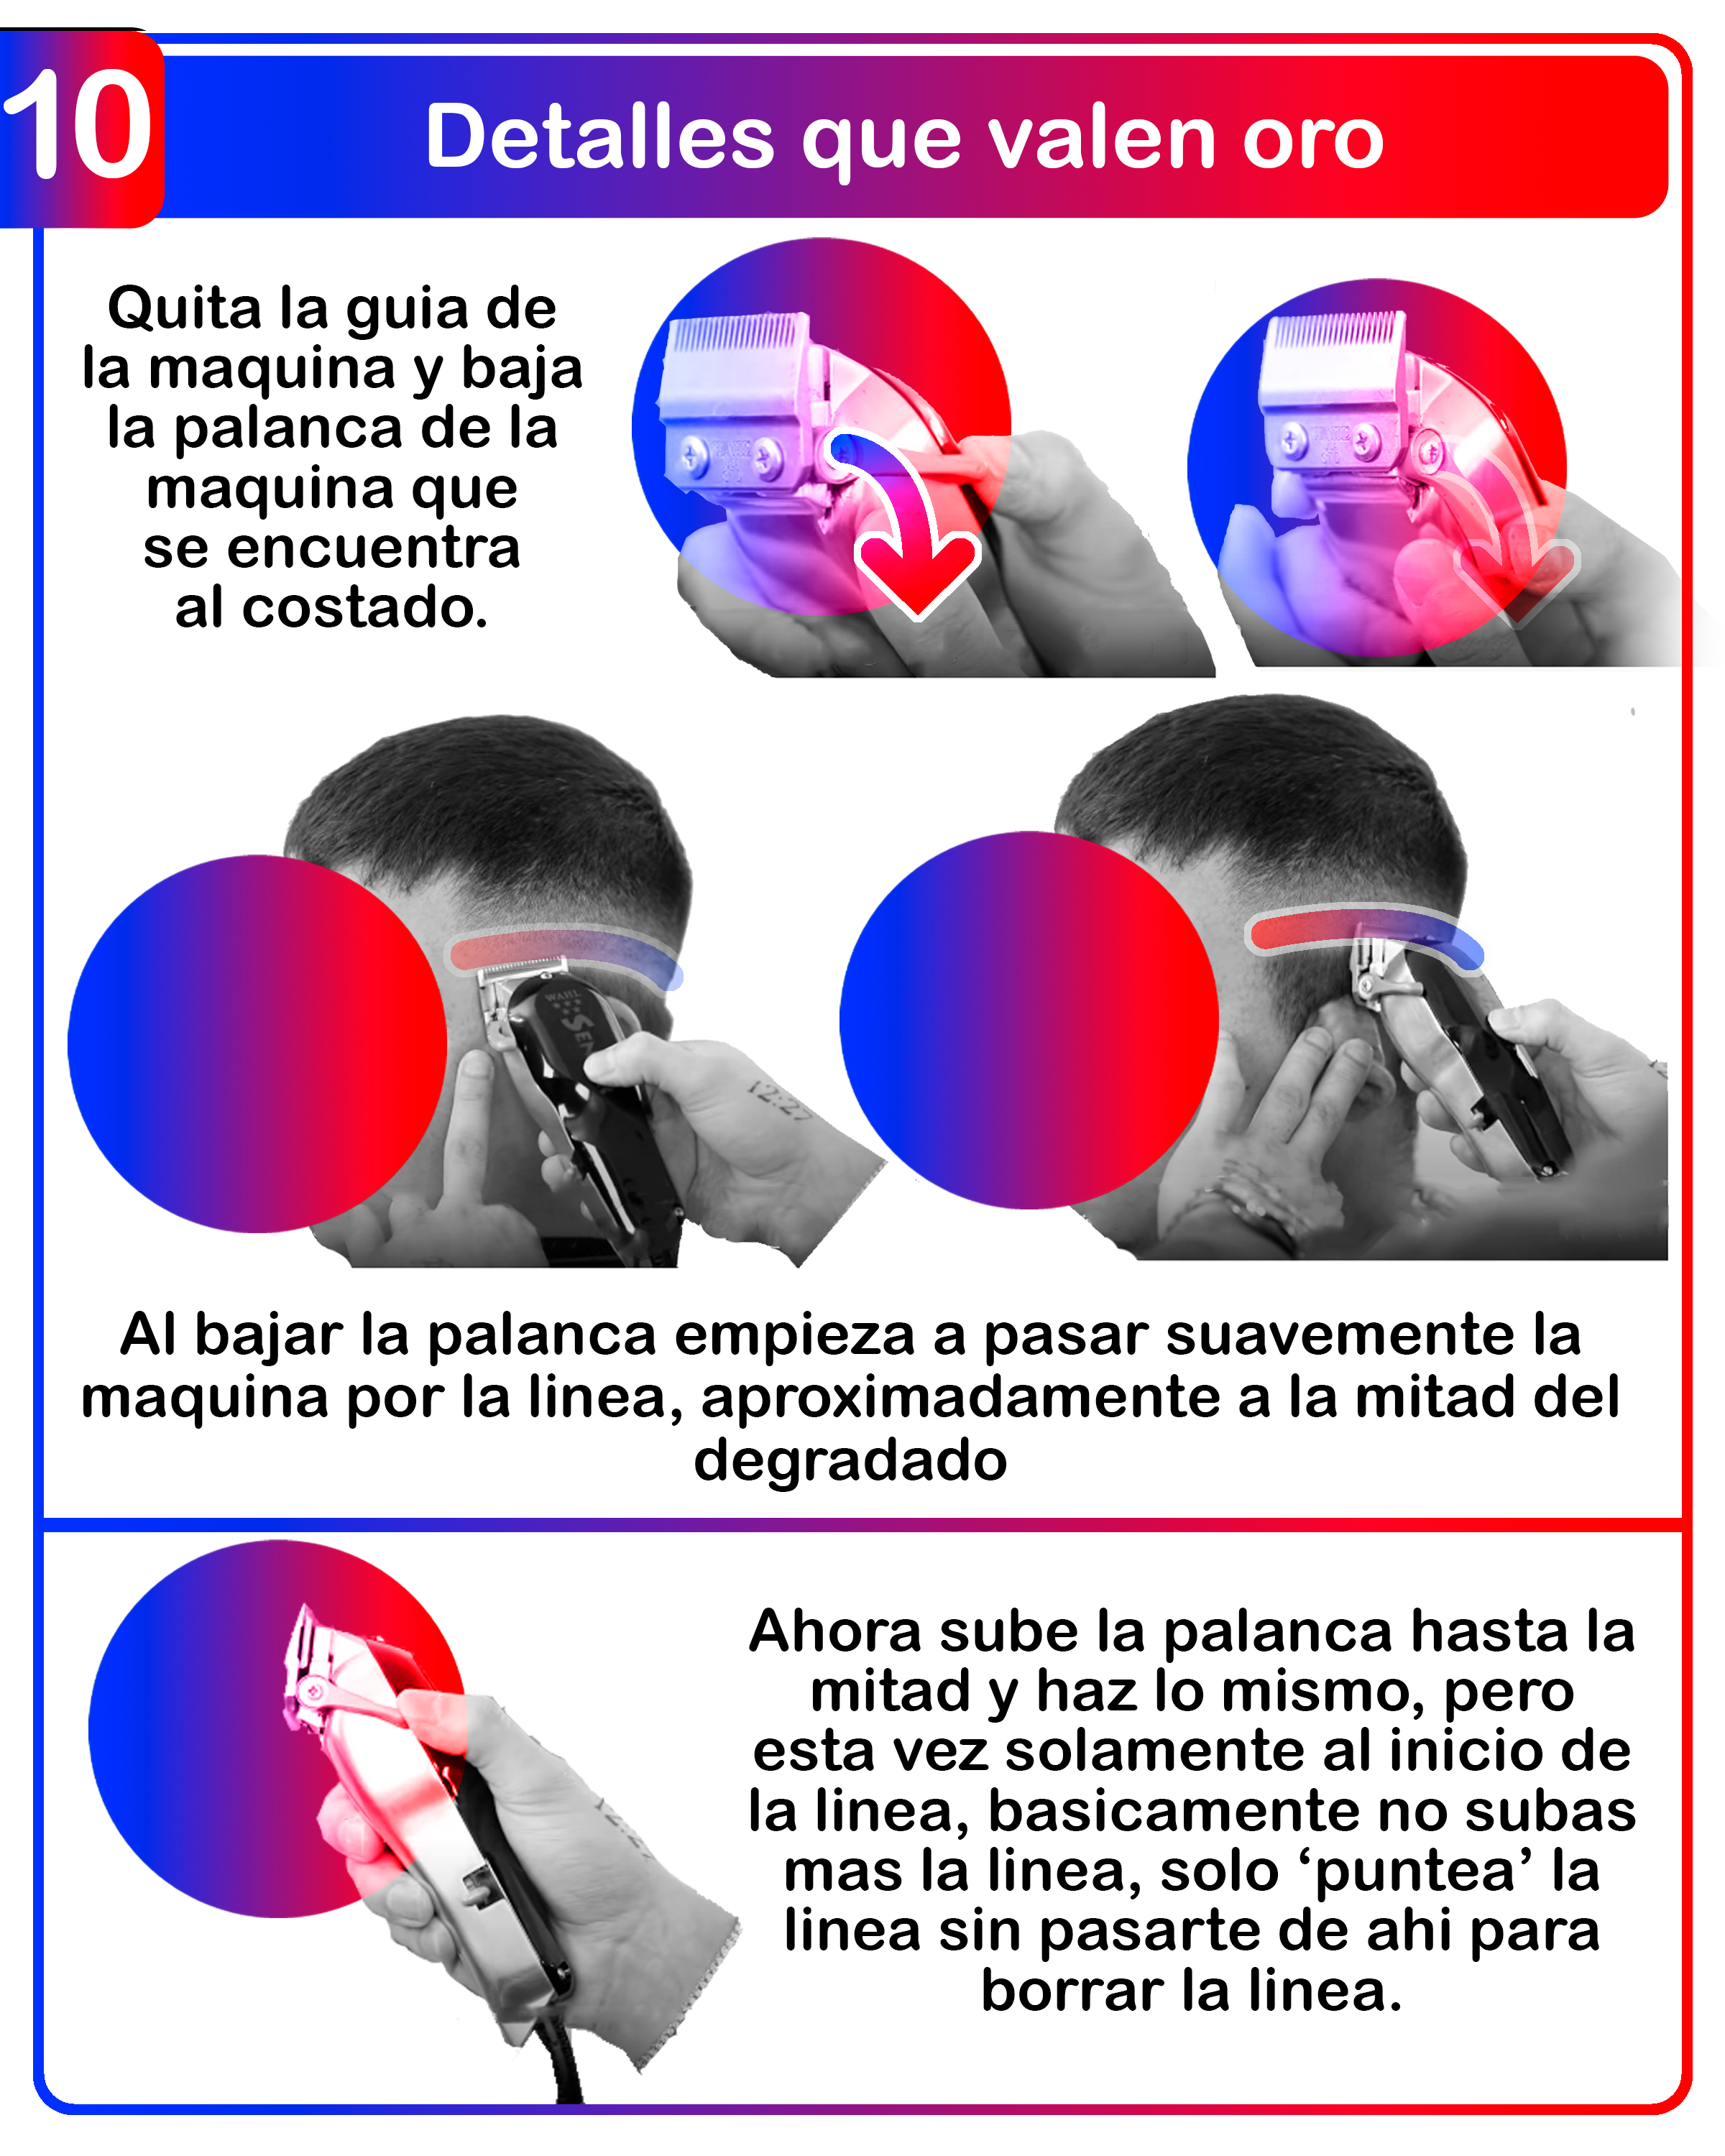 10
Detalles que valen oro
Quita la guia de
la maquina y baja
la palanca de la
maquina que
se encuentra
al costado.
WAHL
SEN
12:27
Al bajar la palanca empieza a pasar suavemente la
maquina por la linea, aproximadamente a la mitad del
degradado
Ahora sube la palanca hasta la
mitad y haz lo mismo, pero
esta vez solamente al inicio de
la linea, basicamente no subas
mas la linea, solo ‘puntea’ la
linea sin pasarte de ahi para
borrar la linea.